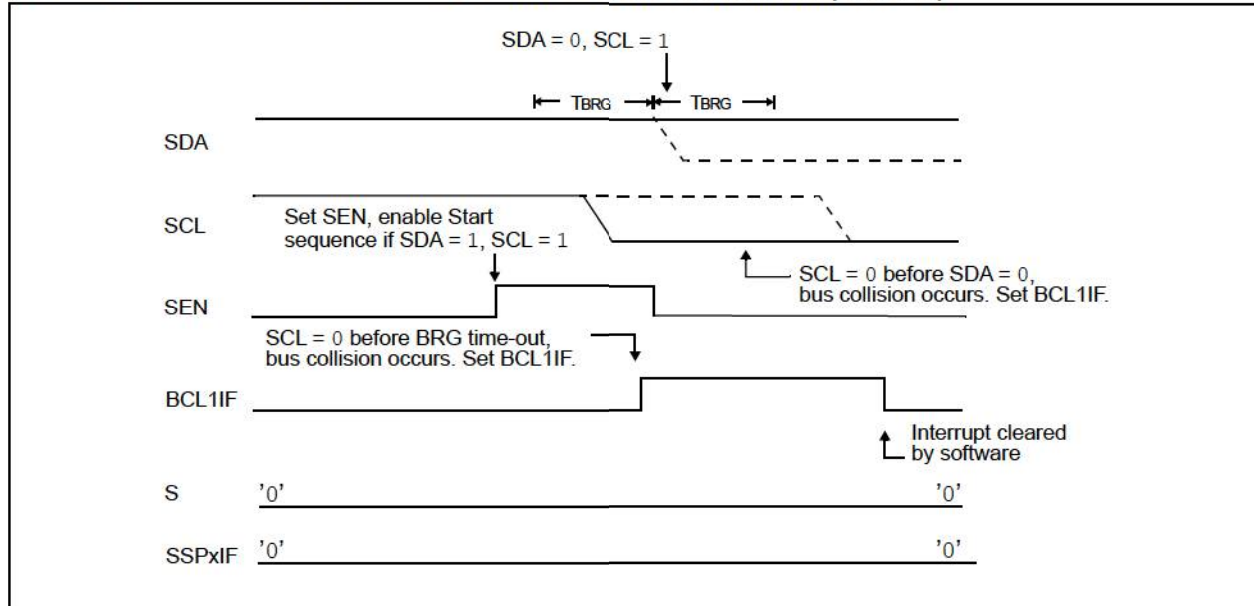 SDA = 0, SCL = 1
TBRG TBRG
SDA
SCL
Set SEN, enable Start
sequence if SDA = 1, SCL = 1
SCL = 0 before SDA = 0,
bus collision occurs. Set BCL1IF.
SEN
SCL = 0 before BRG time-out,
bus collision occurs. Set BCL1IF.
BCL1IF
Interrupt cleared
by software
S '0' '0'
SSPxIF '0' '0'